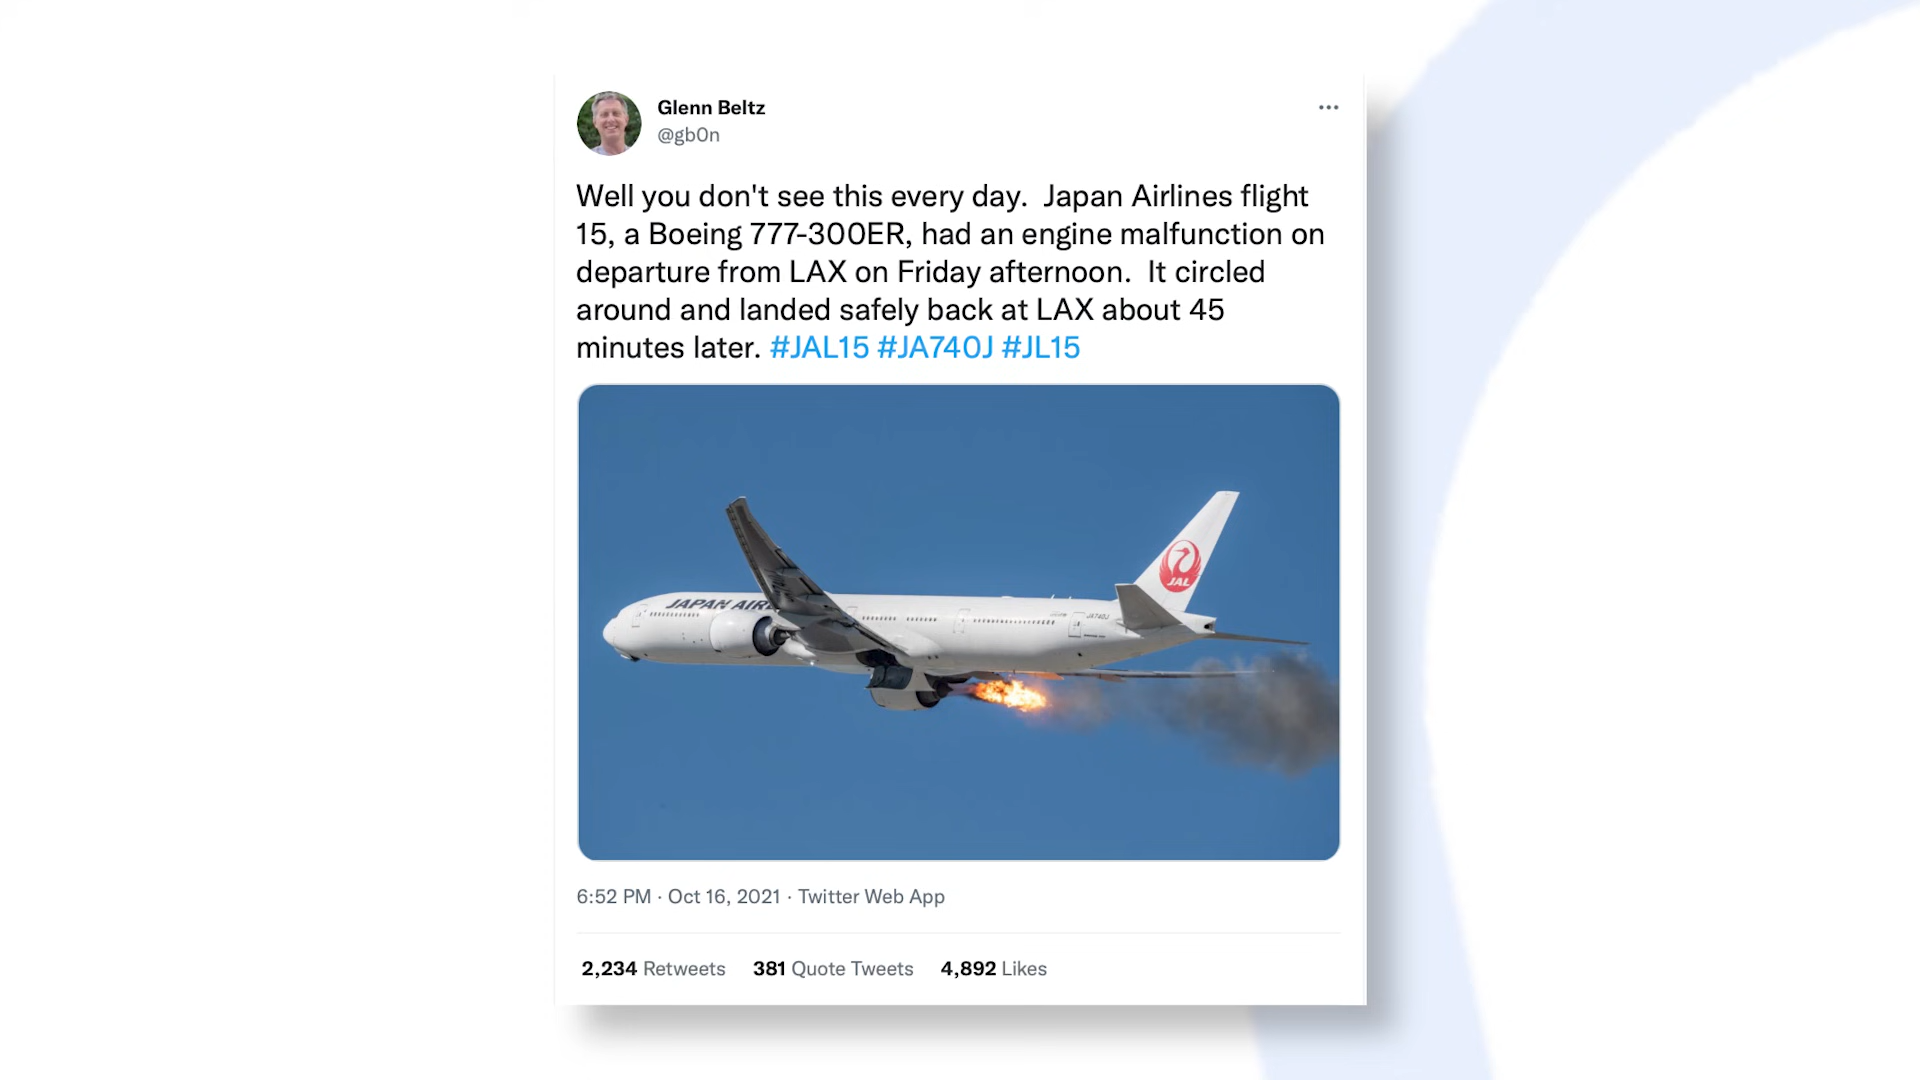 Glenn Beltz
@gb0n
Well you don't see this every day.  Japan Airlines flight
15, a Boeing 777-300ER, had an engine malfunction on
departure from LAX on Friday afternoon.  It circled
around and landed safely back at LAX about 45
minutes later. #JAL15 #JA740J #JL15
JAPAN AIRL
JAL
JA740J
6:52 PM · Oct 16, 2021 · Twitter Web App
2,234 Retweets 381 Quote Tweets 4,892 Likes